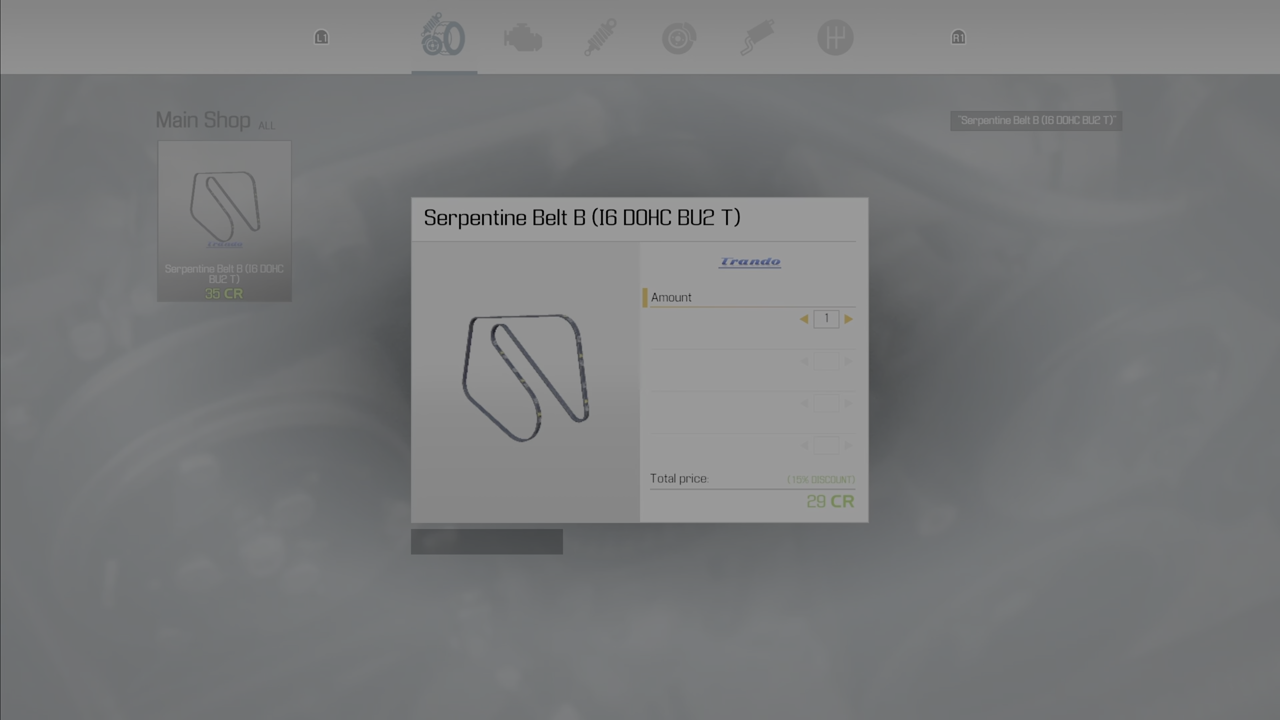 L1
R1
Main Shop ALL
"Serpentine Belt B (I6 DOHC BU2 T)"
Trando
Serpentine Belt B (I6 DOHC
BU2 T)
35 CR
Serpentine Belt B (I6 DOHC BU2 T)
Trando
Amount
1
Total price:
(15% DISCOUNT)
29 CR